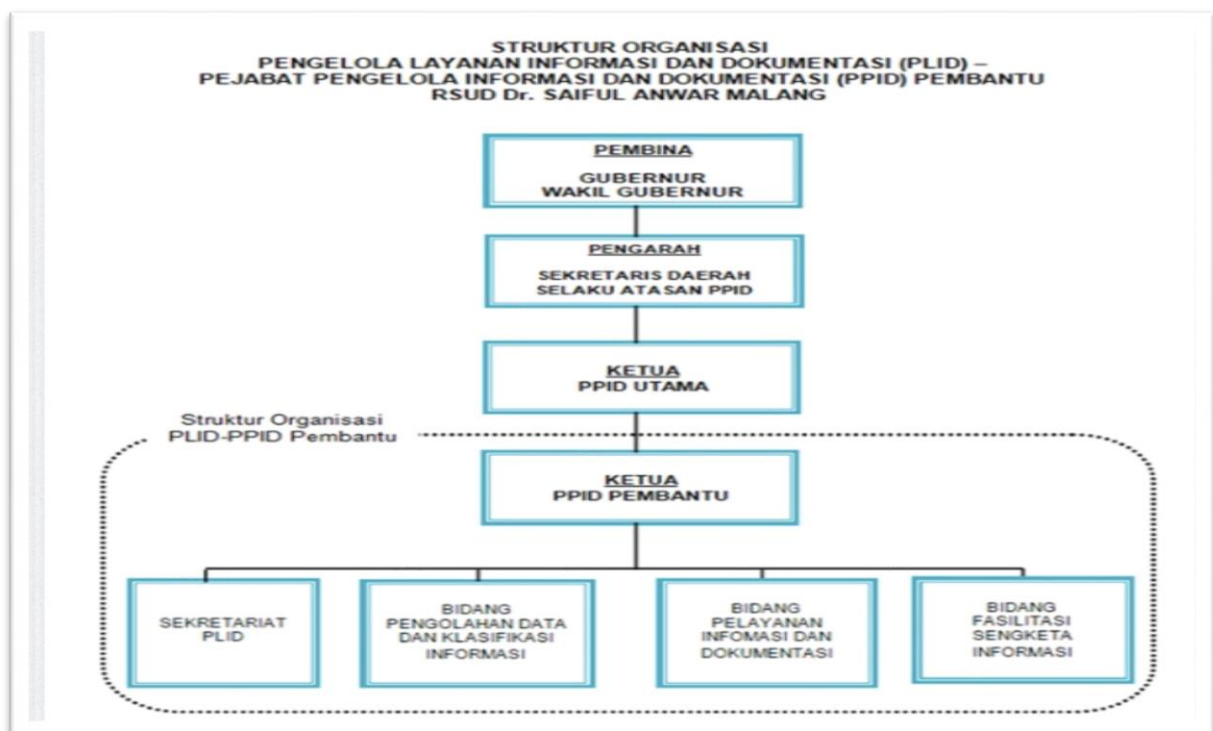 STRUKTUR ORGANISASI
PENGELOLA LAYANAN INFORMASI DAN DOKUMENTASI (PLID) –
PEJABAT PENGELOLA INFORMASI DAN DOKUMENTASI (PPID) PEMBANTU
RSUD Dr. SAIFUL ANWAR MALANG
PEMBINA
GUBERNUR
WAKIL GUBERNUR
PENGARAH
SEKRETARIS DAERAH
SELAKU ATASAN PPID
KETUA
PPID UTAMA
Struktur Organisasi
PLID-PPID Pembantu
KETUA
PPID PEMBANTU
SEKRETARIAT
PLID
BIDANG
PENGOLAHAN DATA
DAN KLASIFIKASI
INFORMASI
BIDANG
PELAYANAN
INFOMASI DAN
DOKUMENTASI
BIDANG
FASILITASI
SENGKETA
INFORMASI